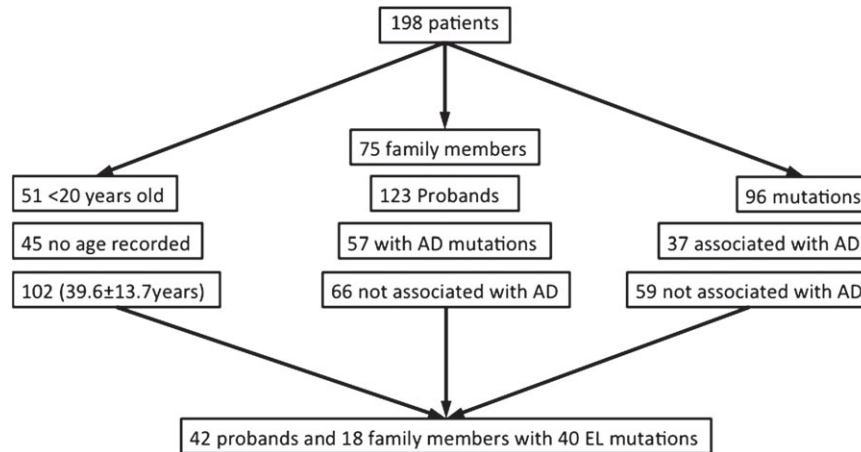 198 patients
75 family members
51 <20 years old
123 Probands
96 mutations
45 no age recorded
57 with AD mutations
37 associated with AD
102 (39.6±13.7years)
66 not associated with AD
59 not associated with AD
42 probands and 18 family members with 40 EL mutations